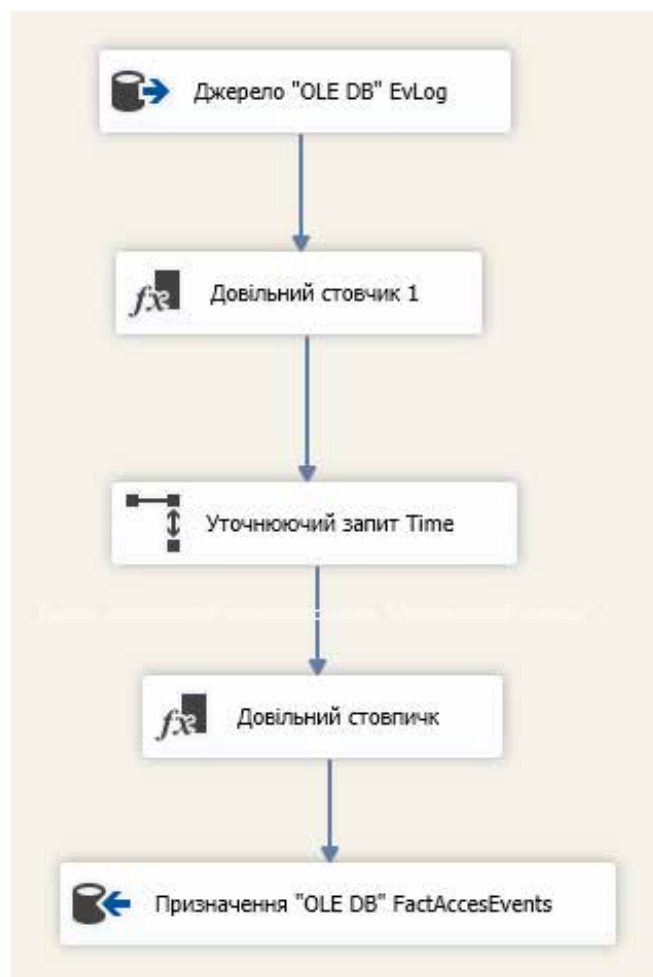 Джерело "OLE DB" EvLog
Довільний стовчик 1
Уточнюючий запит Time
Довільний стовпичк
Призначення "OLE DB" FactAccesEvents